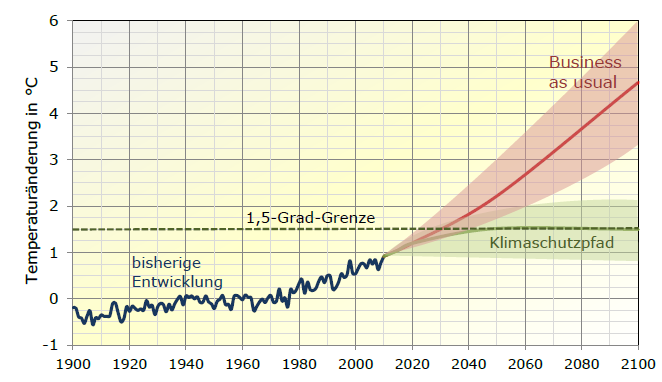 6
5
4
3
2
1
0
-1
Temperaturänderung in °C
Business
as usual
1,5-Grad-Grenze
Klimaschutzpfad
bisherige
Entwicklung
1900 1920 1940 1960 1980 2000 2020 2040 2060 2080 2100